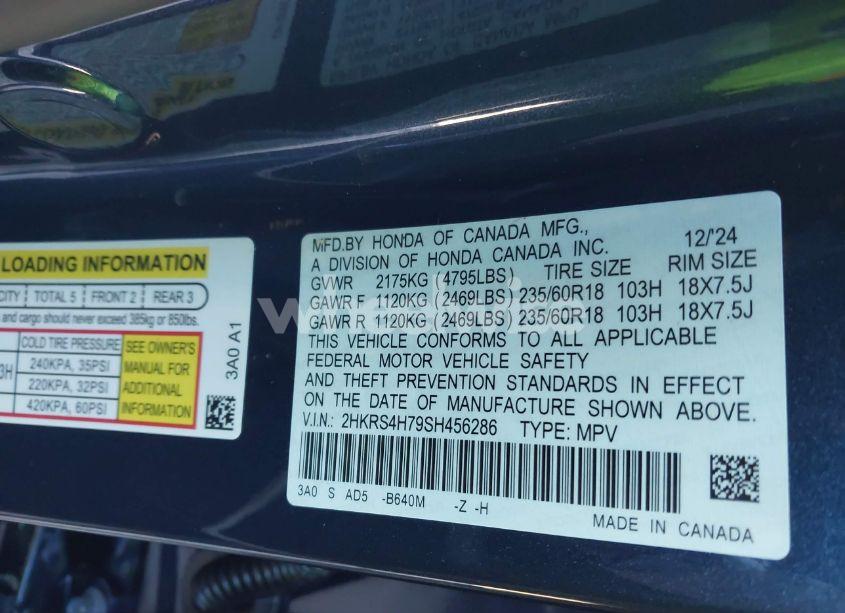 LOADING INFORMATION
CITY TOTAL 5 FRONT 2 REAR 3
and cargo should never exceed 385kg or 850lbs.
COLD TIRE PRESSURE
3H 240KPA, 35PSI
220KPA, 32PSI
420KPA, 60PSI
SEE OWNER'S
MANUAL FOR
ADDITIONAL
INFORMATION
3A0 A1
MFD.BY HONDA OF CANADA MFG., 12/'24
A DIVISION OF HONDA CANADA INC.
GVWR 2175KG (4795LBS) TIRE SIZE RIM SIZE
GAWR F 1120KG (2469LBS) 235/60R18 103H 18X7.5J
GAWR R 1120KG (2469LBS) 235/60R18 103H 18X7.5J
THIS VEHICLE CONFORMS TO ALL APPLICABLE
FEDERAL MOTOR VEHICLE SAFETY
AND THEFT PREVENTION STANDARDS IN EFFECT
ON THE DATE OF MANUFACTURE SHOWN ABOVE.
V.I.N.: 2HKRS4H79SH456286 TYPE: MPV
3A0 S AD5 -B640M -Z -H
MADE IN CANADA